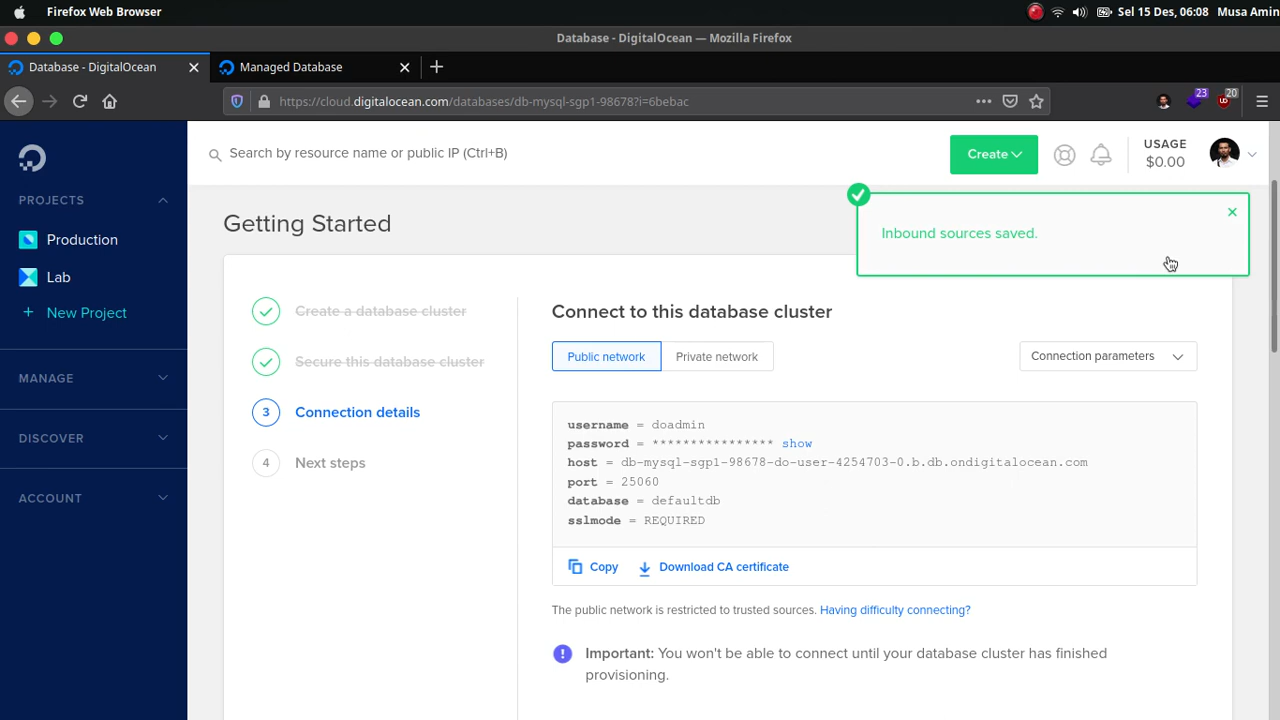 Firefox Web Browser
Sel 15 Des, 06:08 Musa Amin
Database - DigitalOcean — Mozilla Firefox
Database - DigitalOcean
Managed Database
https://cloud.digitalocean.com/databases/db-mysql-sgp1-98678?i=6bebac
23
20
Search by resource name or public IP (Ctrl+B)
Create
USAGE
$0.00
PROJECTS
Production
Lab
+ New Project
MANAGE
DISCOVER
ACCOUNT
Getting Started
Inbound sources saved.
Create a database cluster
Secure this database cluster
3 Connection details
4 Next steps
Connect to this database cluster
Public network
Private network
Connection parameters
username = doadmin
password = **************** show
host = db-mysql-sgp1-98678-do-user-4254703-0.b.db.ondigitalocean.com
port = 25060
database = defaultdb
sslmode = REQUIRED
Copy
Download CA certificate
The public network is restricted to trusted sources. Having difficulty connecting?
! Important: You won't be able to connect until your database cluster has finished
provisioning.